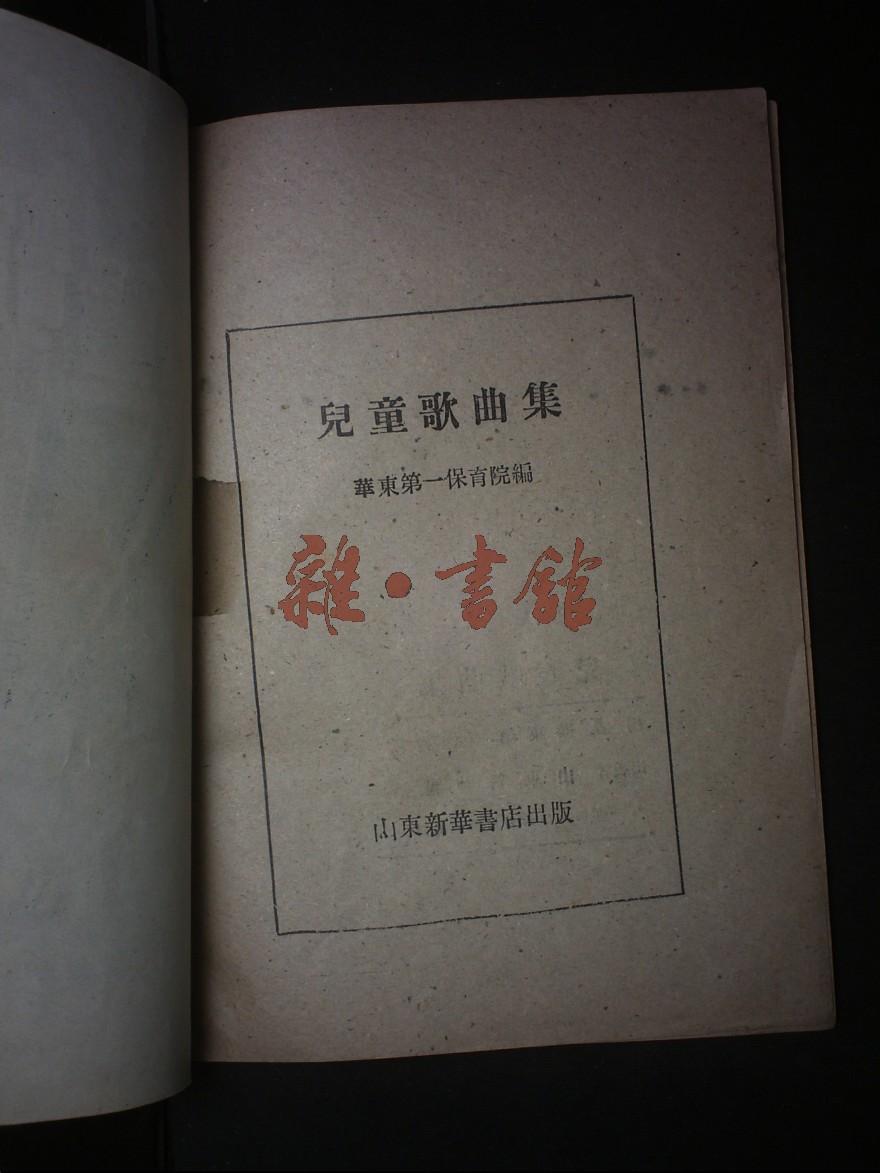 兒童歌曲集
華東第一保育院編
雜·書館
山東新華書店出版